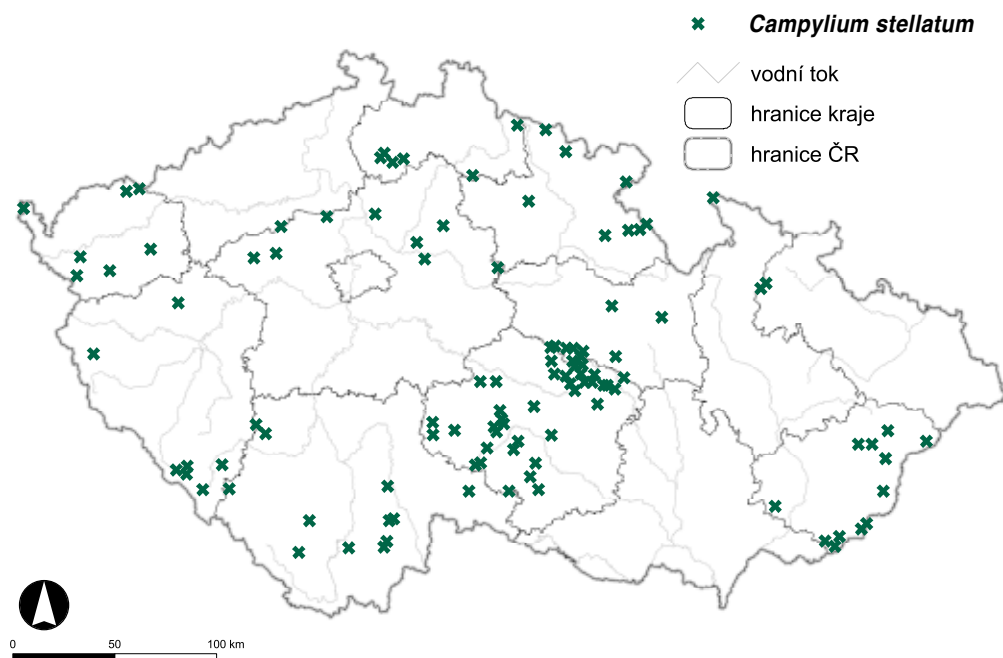 Campylium stellatum
vodní tok
hranice kraje
hranice ČR
0 50 100 km